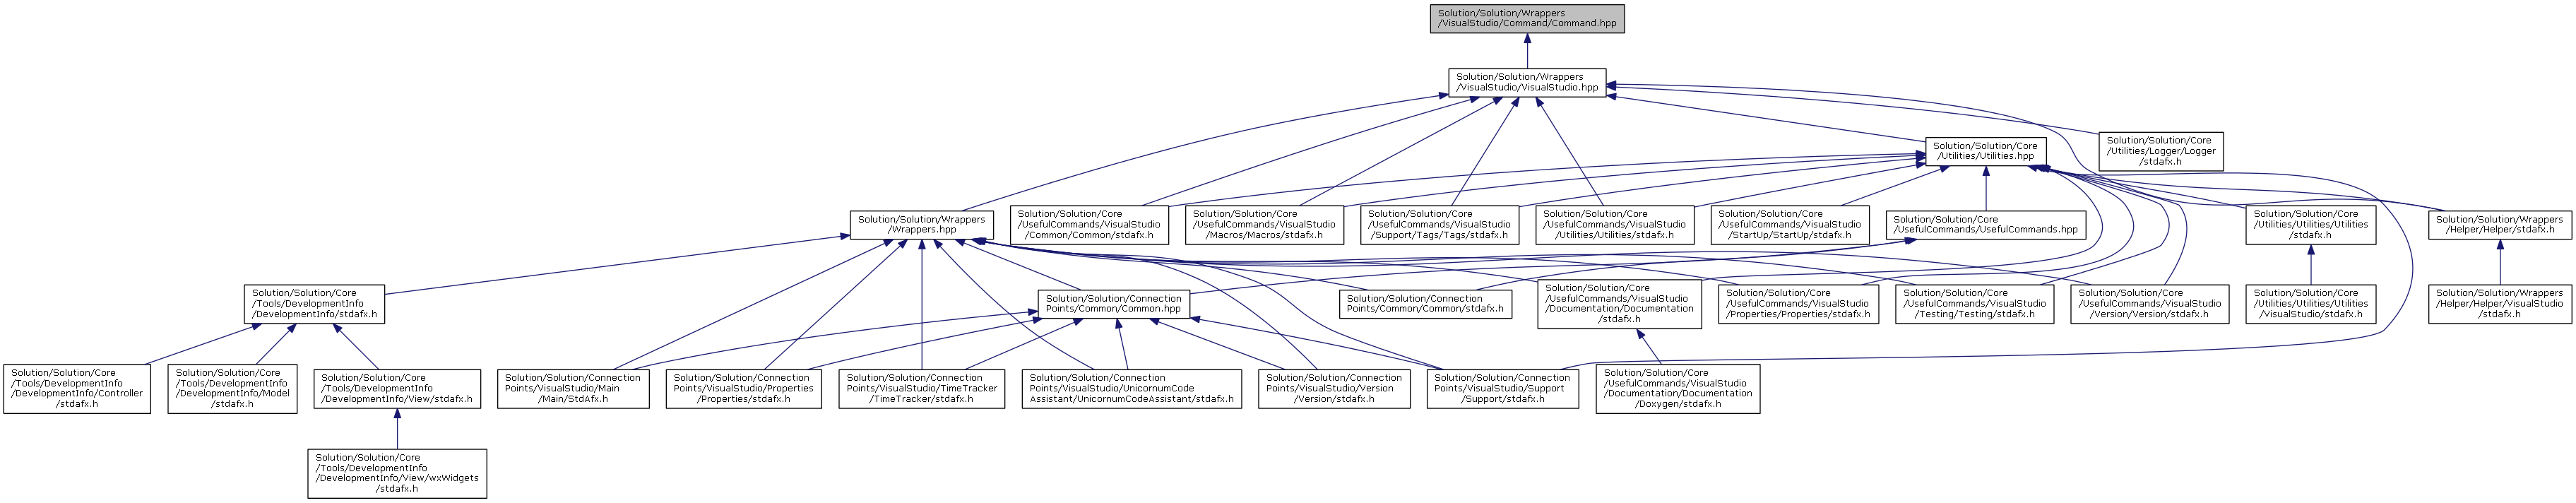 Solution/Solution/Wrappers
/VisualStudio/Command/Command.hpp
Solution/Solution/Wrappers
/VisualStudio/VisualStudio.hpp
Solution/Solution/Core
/Utilities/Logger/Logger
/stdafx.h
Solution/Solution/Core
/Utilities/Utilities.hpp
Solution/Solution/Wrappers
/Wrappers.hpp
Solution/Solution/Core
/UsefulCommands/VisualStudio
/Common/Common/stdafx.h
Solution/Solution/Core
/UsefulCommands/VisualStudio
/Macros/Macros/stdafx.h
Solution/Solution/Core
/UsefulCommands/VisualStudio
/Support/Tags/Tags/stdafx.h
Solution/Solution/Core
/UsefulCommands/VisualStudio
/Utilities/Utilities/stdafx.h
Solution/Solution/Core
/UsefulCommands/VisualStudio
/StartUp/StartUp/stdafx.h
Solution/Solution/Core
/UsefulCommands/UsefulCommands.hpp
Solution/Solution/Core
/Utilities/Utilities/Utilities
/stdafx.h
Solution/Solution/Wrappers
/Helper/Helper/stdafx.h
Solution/Solution/Core
/Tools/DevelopmentInfo
/DevelopmentInfo/stdafx.h
Solution/Solution/Connection
Points/Common/Common.hpp
Solution/Solution/Connection
Points/Common/Common/stdafx.h
Solution/Solution/Core
/UsefulCommands/VisualStudio
/Documentation/Documentation
/stdafx.h
Solution/Solution/Core
/UsefulCommands/VisualStudio
/Properties/Properties/stdafx.h
Solution/Solution/Core
/UsefulCommands/VisualStudio
/Testing/Testing/stdafx.h
Solution/Solution/Core
/UsefulCommands/VisualStudio
/Version/Version/stdafx.h
Solution/Solution/Core
/Utilities/Utilities/Utilities
/VisualStudio/stdafx.h
Solution/Solution/Wrappers
/Helper/Helper/VisualStudio
/stdafx.h
Solution/Solution/Core
/Tools/DevelopmentInfo
/DevelopmentInfo/Controller
/stdafx.h
Solution/Solution/Core
/Tools/DevelopmentInfo
/DevelopmentInfo/Model
/stdafx.h
Solution/Solution/Core
/Tools/DevelopmentInfo
/DevelopmentInfo/View/stdafx.h
Solution/Solution/Connection
Points/VisualStudio/Main
/Main/StdAfx.h
Solution/Solution/Connection
Points/VisualStudio/Properties
/Properties/stdafx.h
Solution/Solution/Connection
Points/VisualStudio/TimeTracker
/TimeTracker/stdafx.h
Solution/Solution/Connection
Points/VisualStudio/UnicornumCode
Assistant/UnicornumCodeAssistant/stdafx.h
Solution/Solution/Connection
Points/VisualStudio/Version
/Version/stdafx.h
Solution/Solution/Connection
Points/VisualStudio/Support
/Support/stdafx.h
Solution/Solution/Core
/UsefulCommands/VisualStudio
/Documentation/Documentation
/Doxygen/stdafx.h
Solution/Solution/Core
/Tools/DevelopmentInfo
/DevelopmentInfo/View/wxWidgets
/stdafx.h